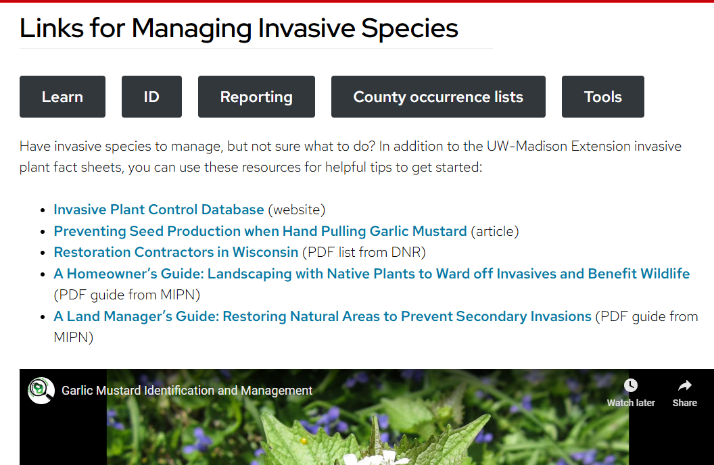 Links for Managing Invasive Species
Learn
ID
Reporting
County occurrence lists
Tools
Have invasive species to manage, but not sure what to do? In addition to the UW-Madison Extension invasive
plant fact sheets, you can use these resources for helpful tips to get started:
Invasive Plant Control Database (website)
Preventing Seed Production when Hand Pulling Garlic Mustard (article)
Restoration Contractors in Wisconsin (PDF list from DNR)
A Homeowner’s Guide: Landscaping with Native Plants to Ward off Invasives and Benefit Wildlife
(PDF guide from MIPN)
A Land Manager’s Guide: Restoring Natural Areas to Prevent Secondary Invasions (PDF guide from
MIPN)
Garlic Mustard Identification and Management
Watch later
Share